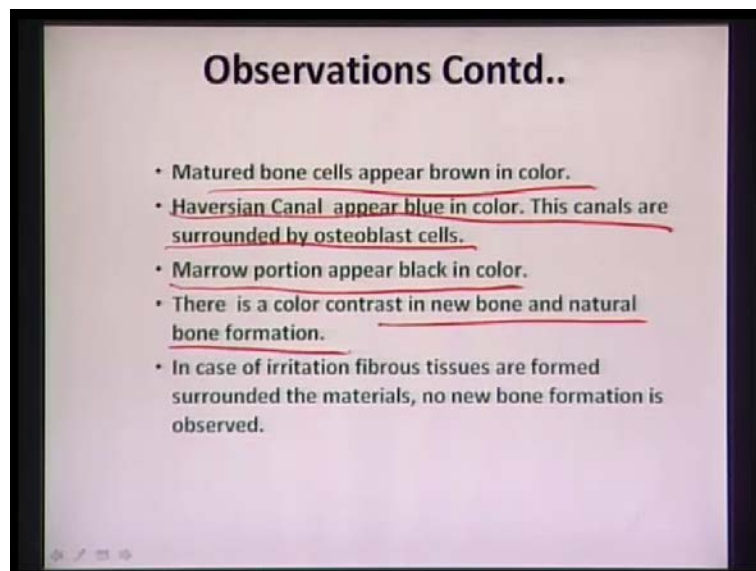 Observations Contd..
• Matured bone cells appear brown in color.
• Haversian Canal appear blue in color. This canals are
surrounded by osteoblast cells.
• Marrow portion appear black in color.
• There is a color contrast in new bone and natural
bone formation.
• In case of irritation fibrous tissues are formed
surrounded the materials, no new bone formation is
observed.